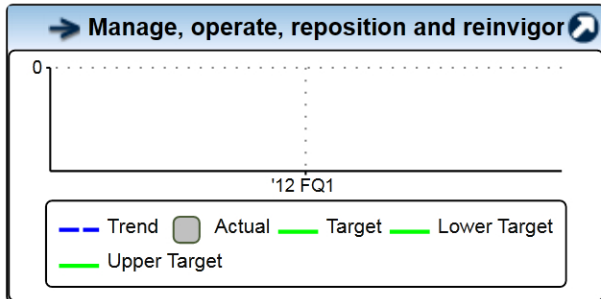 Manage, operate, reposition and reinvigor
0
'12 FQ1
Trend Actual Target Lower Target
Upper Target